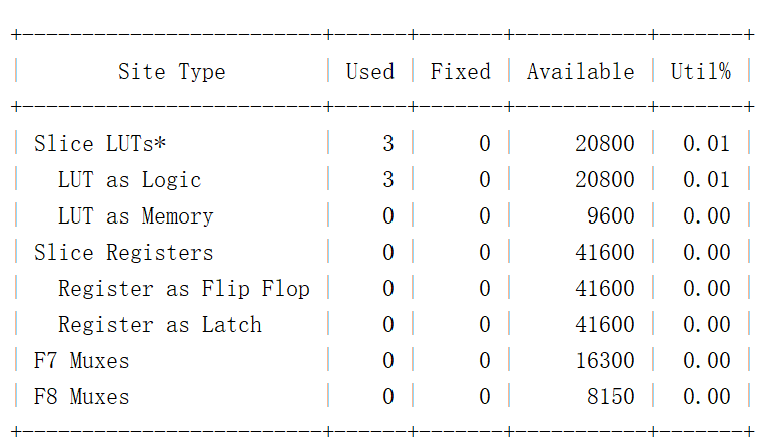 +-------------------------+------+-------+-----------+-------+
|        Site Type        | Used | Fixed | Available | Util% |
+-------------------------+------+-------+-----------+-------+
| Slice LUTs*             |    3 |     0 |     20800 |  0.01 |
|   LUT as Logic          |    3 |     0 |     20800 |  0.01 |
|   LUT as Memory         |    0 |     0 |      9600 |  0.00 |
| Slice Registers         |    0 |     0 |     41600 |  0.00 |
|   Register as Flip Flop |    0 |     0 |     41600 |  0.00 |
|   Register as Latch     |    0 |     0 |     41600 |  0.00 |
| F7 Muxes                |    0 |     0 |     16300 |  0.00 |
| F8 Muxes                |    0 |     0 |      8150 |  0.00 |
+-------------------------+------+-------+-----------+-------+